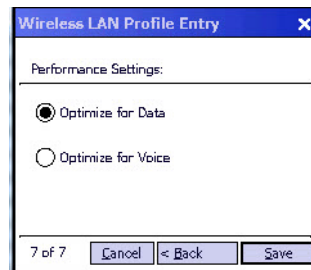 Wireless LAN Profile Entry X
Performance Settings:
Optimize for Data
Optimize for Voice
7 of 7 Cancel < Back Save